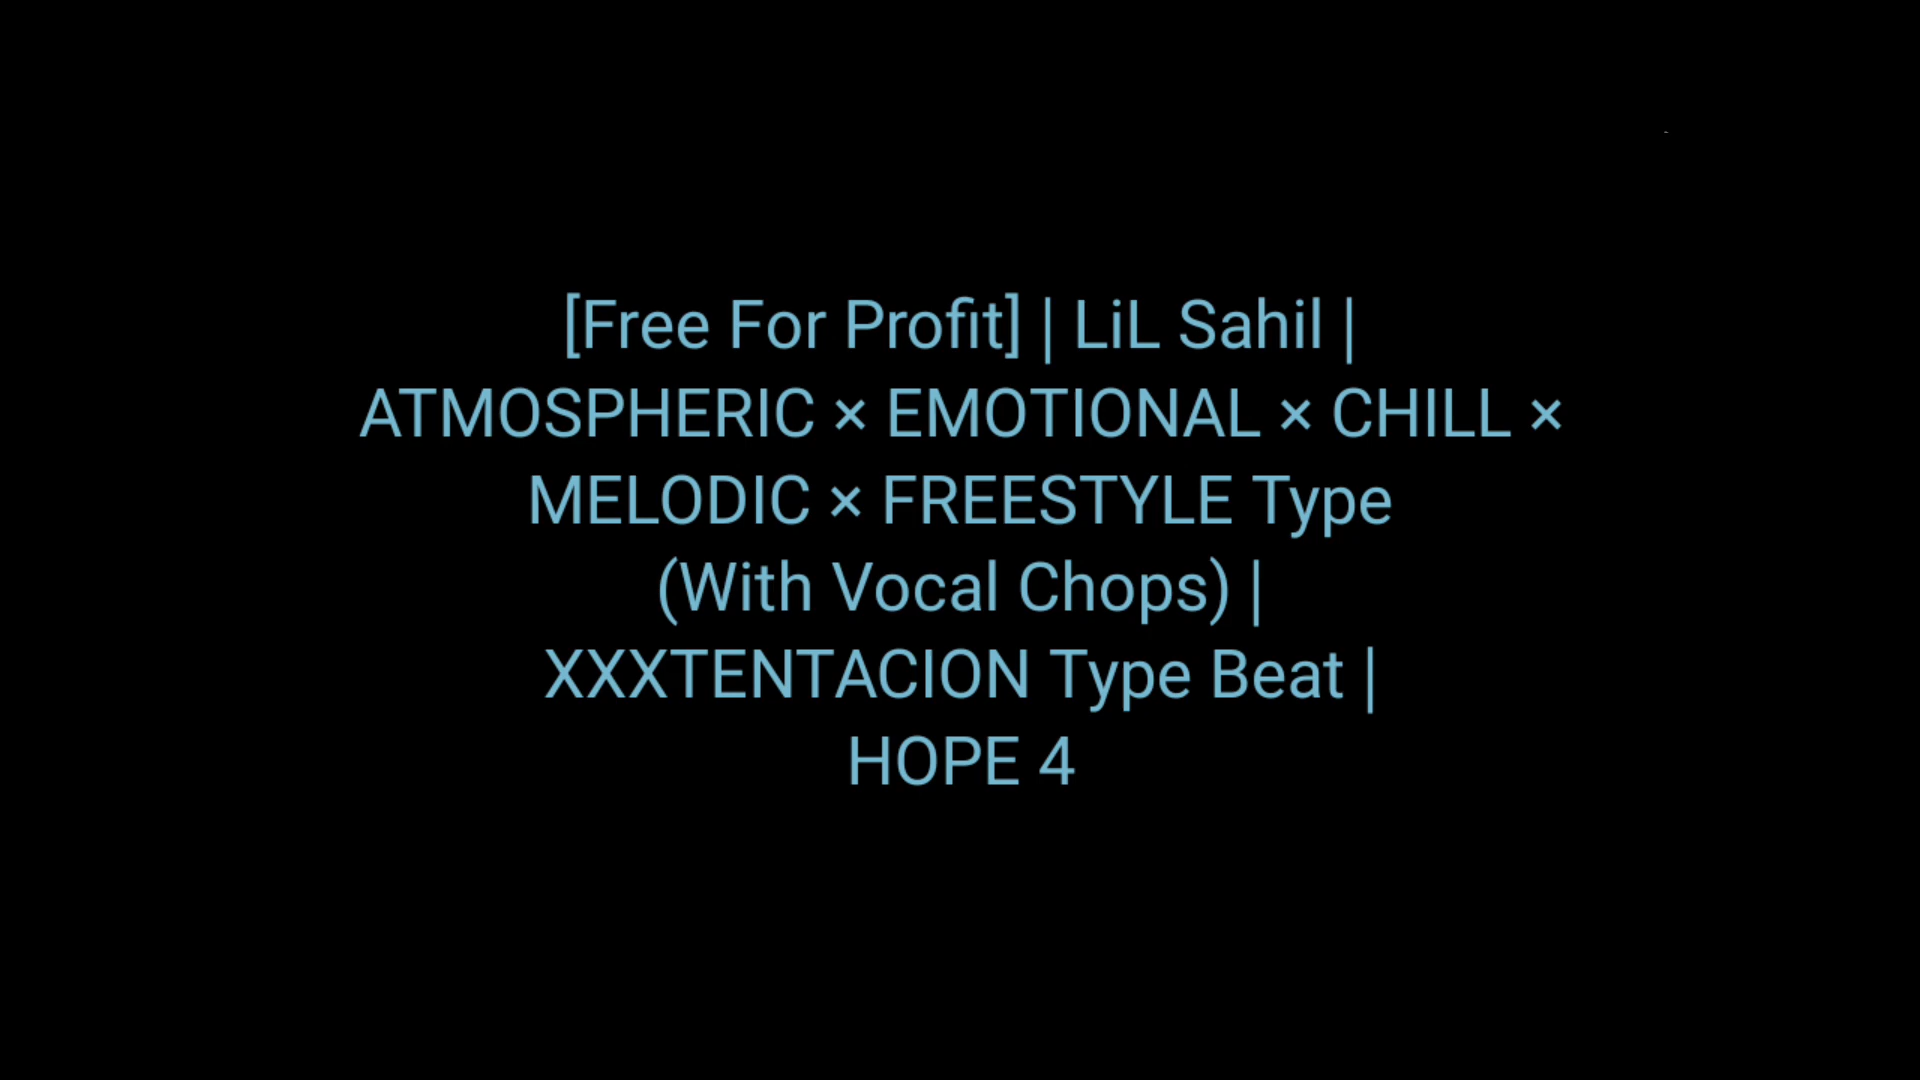 [Free For Profit] | LiL Sahil |
ATMOSPHERIC × EMOTIONAL × CHILL ×
MELODIC × FREESTYLE Type
(With Vocal Chops) |
XXXTENTACION Type Beat |
HOPE 4